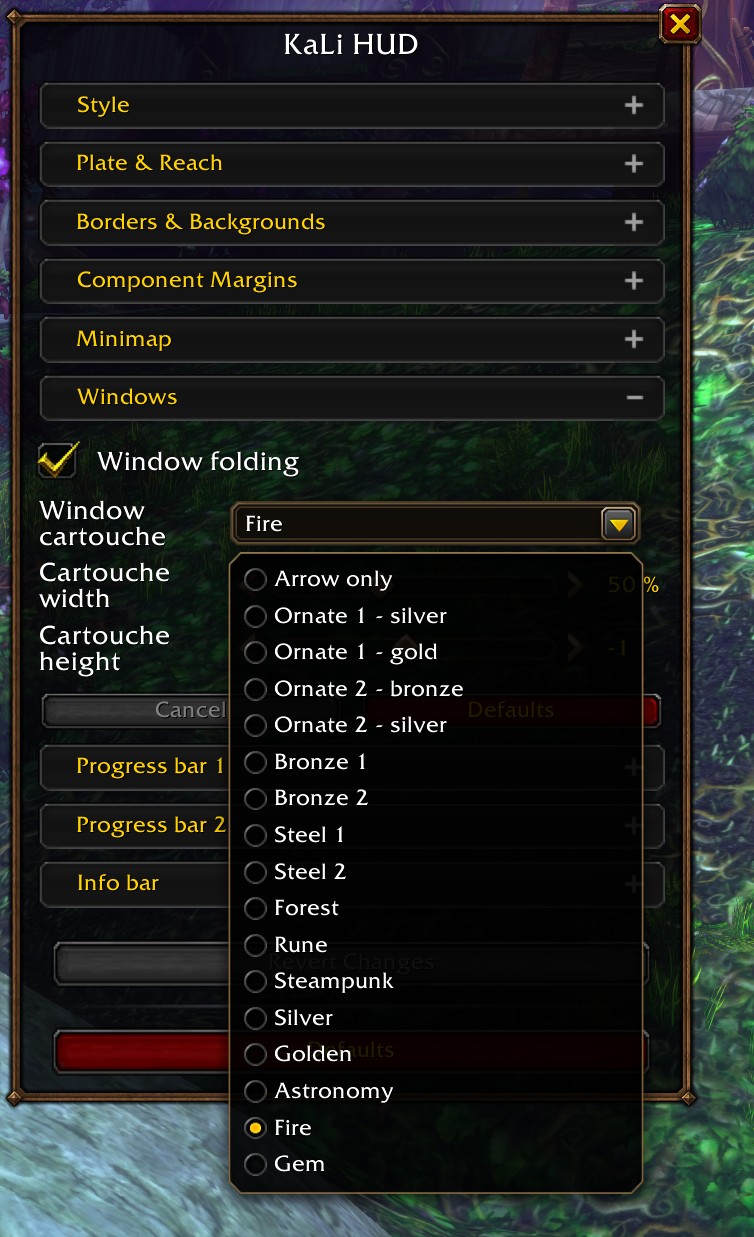 KaLi HUD
Style
Plate & Reach
Borders & Backgrounds
Component Margins
Minimap
Windows
Window folding
Window
cartouche
Fire
Cartouche
width
50 %
Cartouche
height
-1
Cancel
Defaults
Progress bar 1
Progress bar 2
Info bar
Revert Changes
Defaults
Arrow only
Ornate 1 - silver
Ornate 1 - gold
Ornate 2 - bronze
Ornate 2 - silver
Bronze 1
Bronze 2
Steel 1
Steel 2
Forest
Rune
Steampunk
Silver
Golden
Astronomy
Fire
Gem